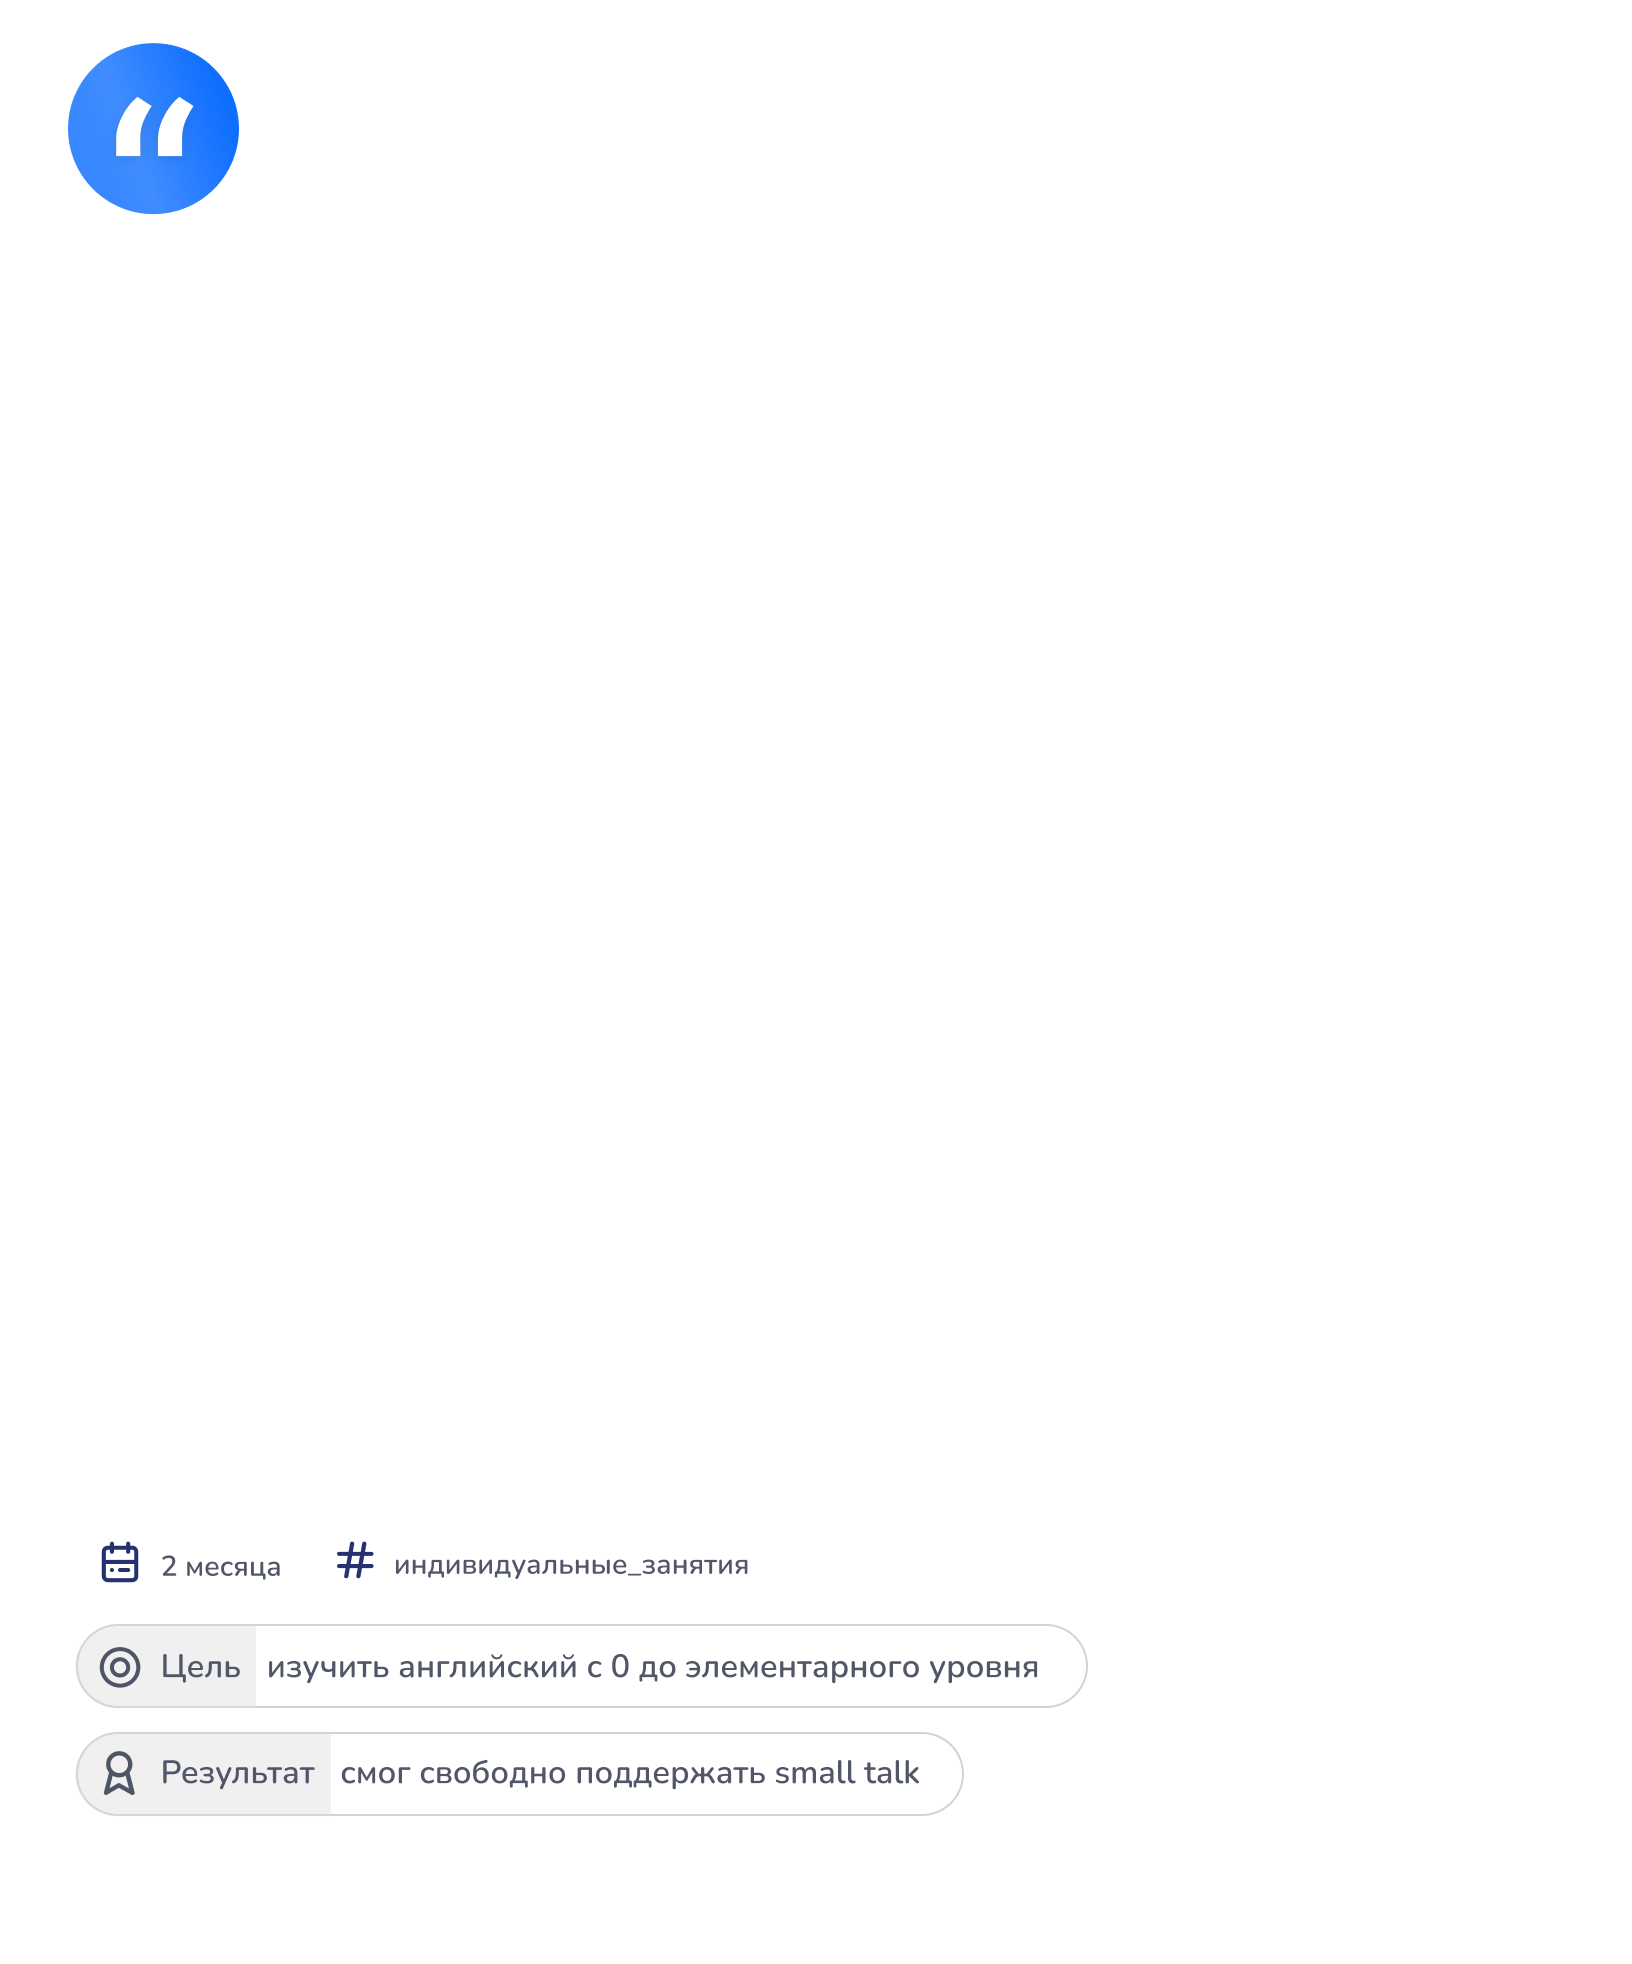 “
2 месяца
# индивидуальные_занятия
Цель изучить английский с 0 до элементарного уровня
Результат смог свободно поддержать small talk